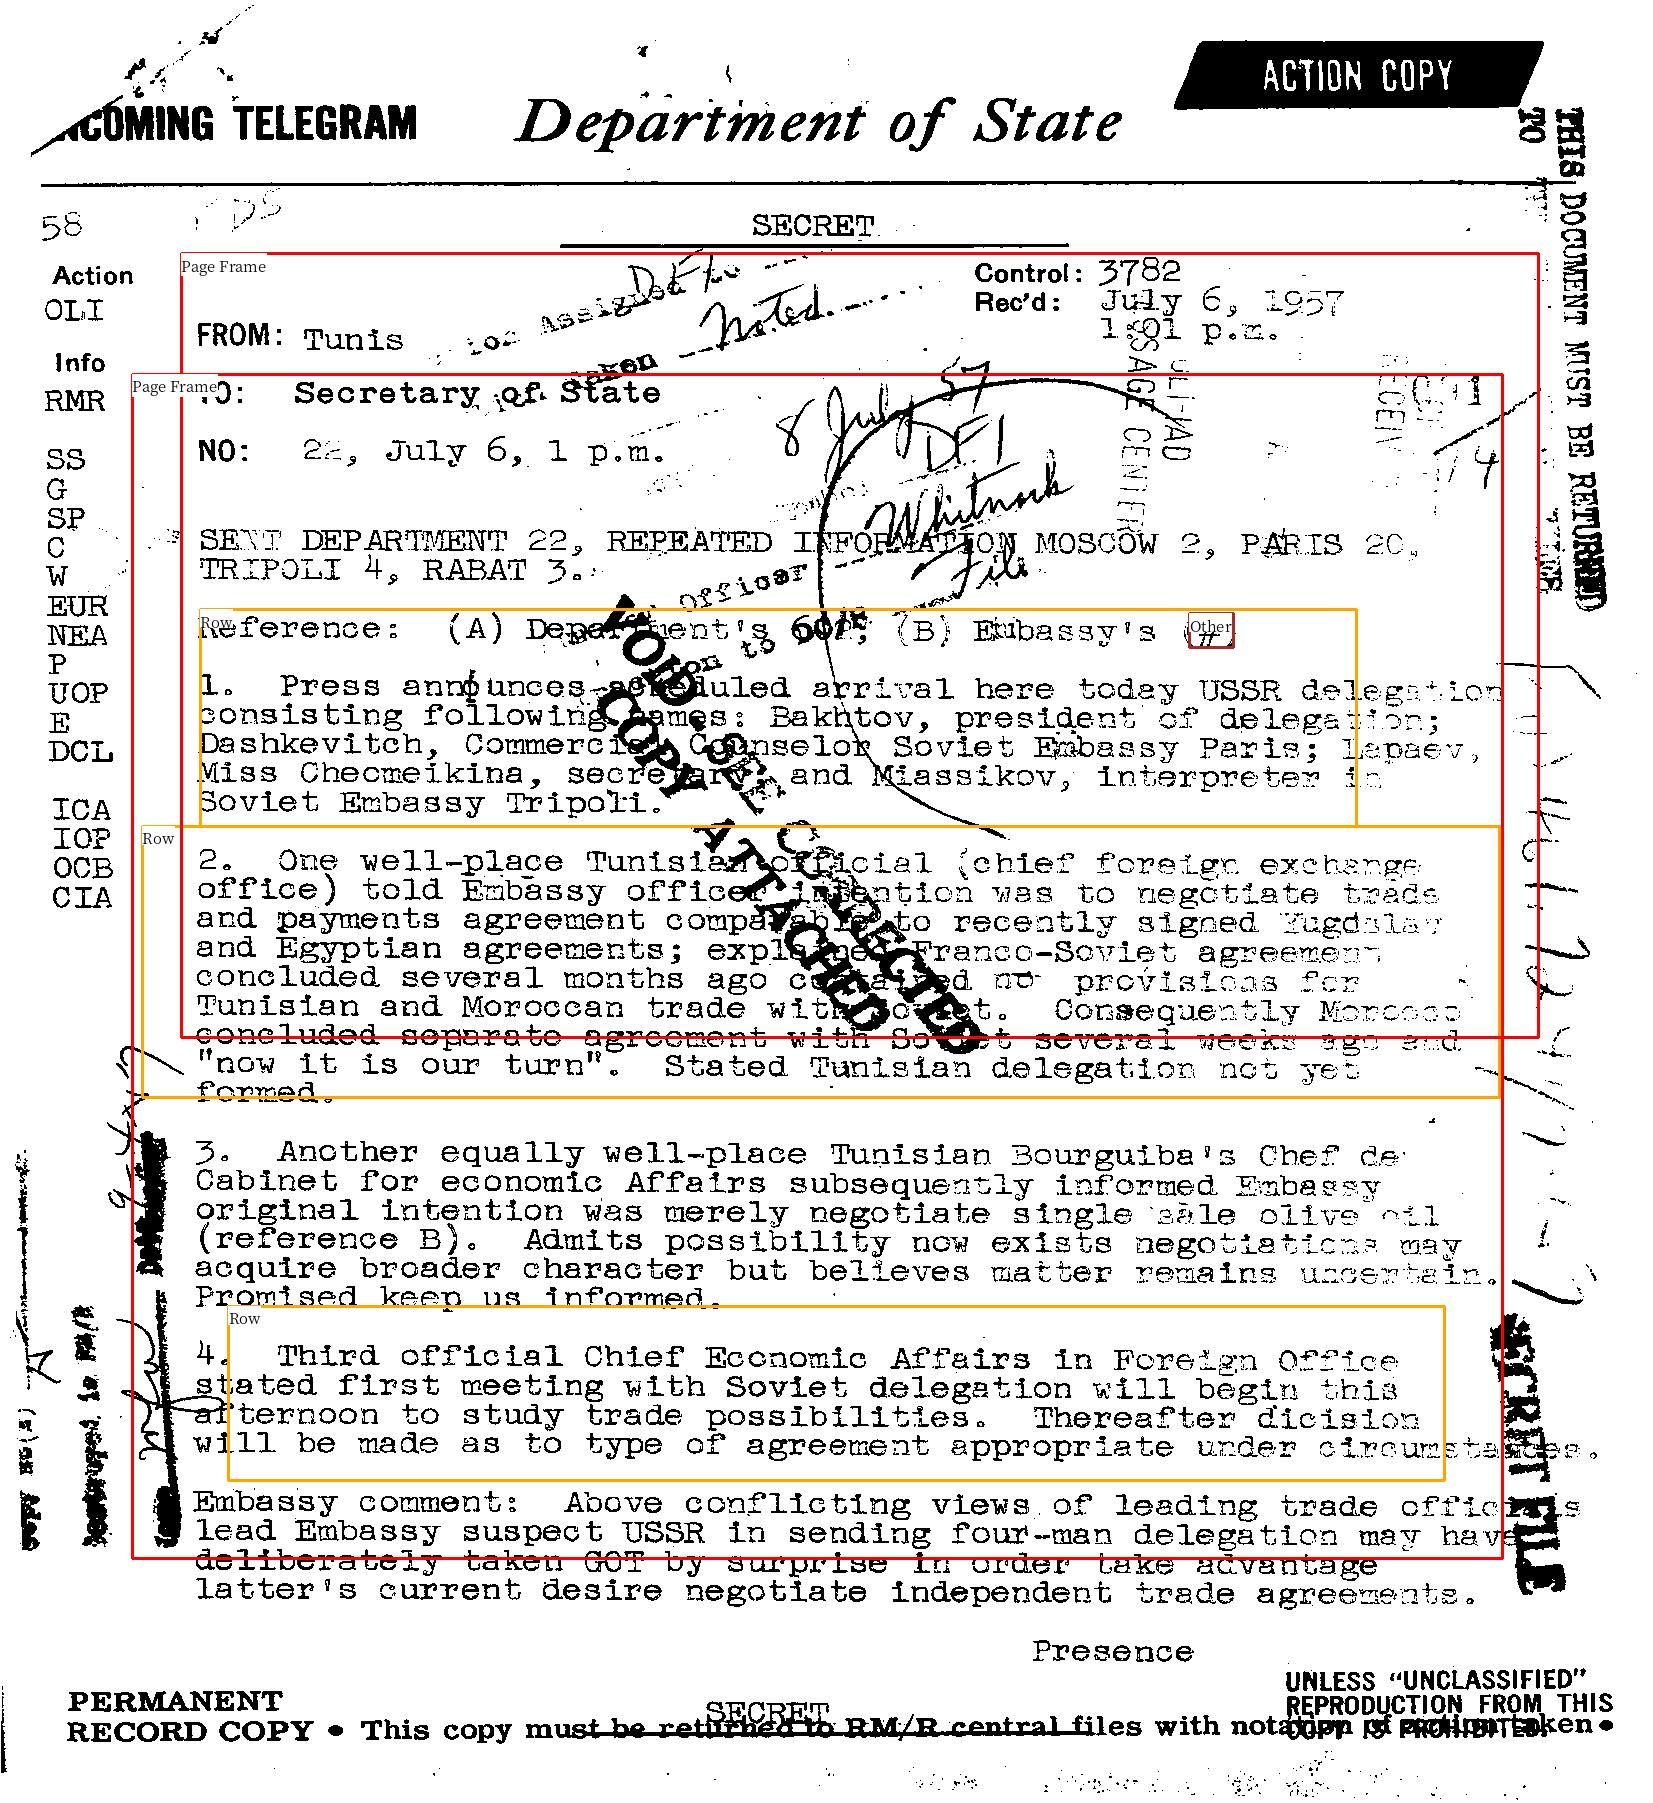 ACTION COPY
INCOMING TELEGRAM Department of State
58
SECRET
Action
OLI
Info
RMR
SS
G
SP
C
W
EUR
NEA
P
UOP
E
DCL
ICA
IOP
OCB
CIA
Page Frame
Control: 3782
Rec'd: July 6, 1957
1:01 p.m.
FROM: Tunis
Noted
Page Frame
TO: Secretary of State
NO: 22, July 6, 1 p.m.
8 July 57
DFI
Whitnack
File
SENT DEPARTMENT 22, REPEATED INFORMATION MOSCOW 2, PARIS 20,
TRIPOLI 4, RABAT 3.
Row
Other
Reference: (A) Department's (B) Embassy's
1. Press announces scheduled arrival here today USSR delegation
consisting following names: Bakhtov, president of delegation;
Dashkevitch, Commercial Counselor Soviet Embassy Paris; Lapaev,
Miss Checmeikina, secretary; and Miassikov, interpreter in
Soviet Embassy Tripoli.
VOID. SEE CORRECTED
COPY ATTACHED
Row
2. One well-place Tunisian official (chief foreign exchange
office) told Embassy officer intention was to negotiate trade
and payments agreement comparable to recently signed Yugdslav
and Egyptian agreements; explained Franco-Soviet agreement
concluded several months ago contained no provisions for
Tunisian and Moroccan trade with Soviet. Consequently Morocco
concluded separate agreement with Soviet several weeks ago and
"now it is our turn". Stated Tunisian delegation not yet
formed.
3. Another equally well-place Tunisian Bourguiba's Chef de
Cabinet for economic Affairs subsequently informed Embassy
original intention was merely negotiate single sale olive oil
(reference B). Admits possibility now exists negotiations may
acquire broader character but believes matter remains uncertain.
Promised keep us informed.
Row
4. Third official Chief Economic Affairs in Foreign Office
stated first meeting with Soviet delegation will begin this
afternoon to study trade possibilities. Thereafter dicision
will be made as to type of agreement appropriate under circumstances.
Embassy comment: Above conflicting views of leading trade officials
lead Embassy suspect USSR in sending four-man delegation may have
deliberately taken GOT by surprise in order take advantage
latter's current desire negotiate independent trade agreements.
Presence
THIS DOCUMENT MUST BE RETURNED
TO
SECRET FILE
SECRET
UNLESS "UNCLASSIFIED"
REPRODUCTION FROM THIS
COPY IS PROHIBITED.
PERMANENT
RECORD COPY • This copy must be returned to RM/R central files with notation of action taken •